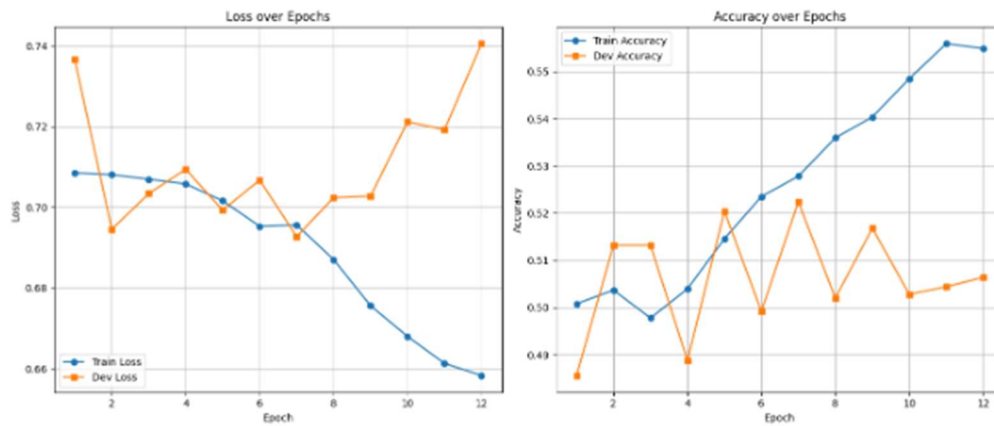 Loss over Epochs
0.74
0.72
0.70
0.68
0.66
Loss
Train Loss
Dev Loss
2
4
6
8
10
12
Epoch
Accuracy over Epochs
Train Accuracy
Dev Accuracy
0.55
0.54
0.53
0.52
0.51
0.50
0.49
Accuracy
2
4
6
8
10
12
Epoch